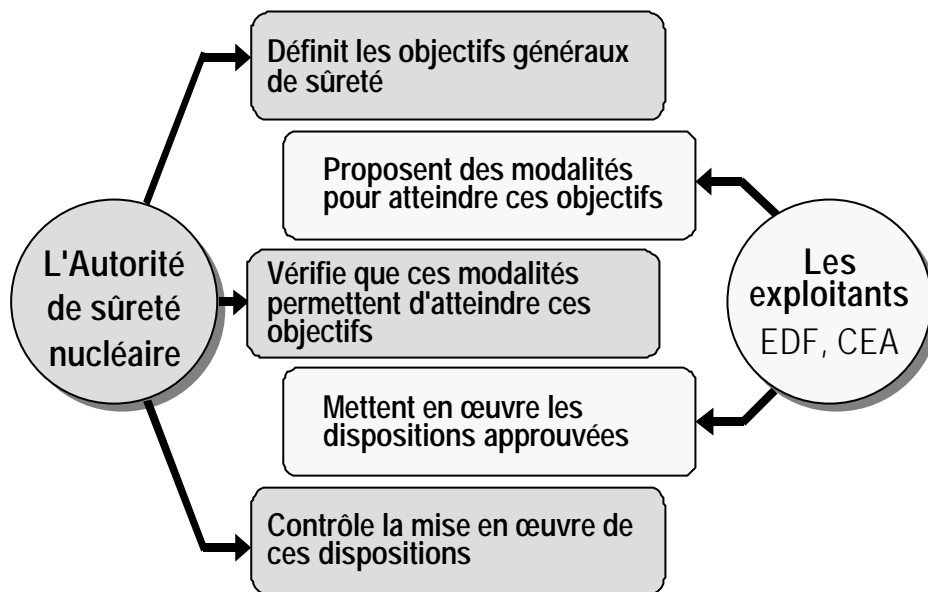 Définit les objectifs généraux
de sûreté
Proposent des modalités
pour atteindre ces objectifs
L'Autorité
de sûreté
nucléaire
Vérifie que ces modalités
permettent d'atteindre ces
objectifs
Les
exploitants
EDF, CEA
Mettent en œuvre les
dispositions approuvées
Contrôle la mise en œuvre de
ces dispositions